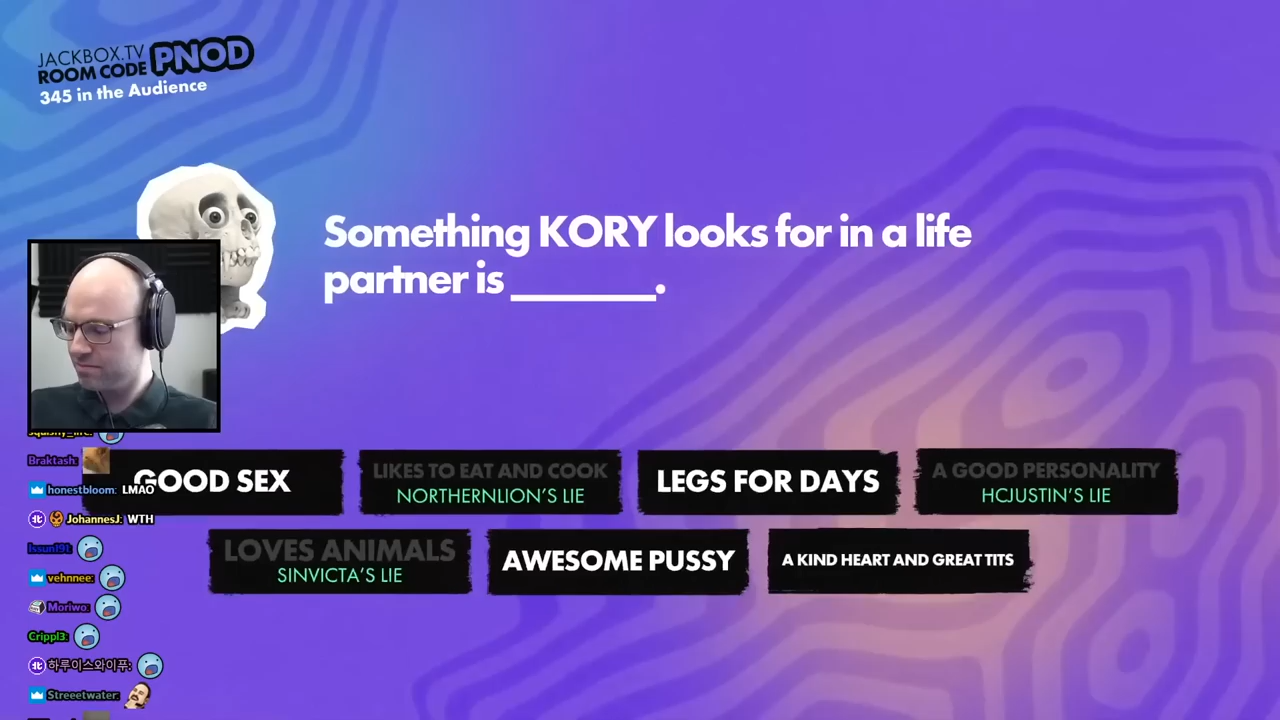 JACKBOX.TV
ROOM CODE PNOD
345 in the Audience
Something KORY looks for in a life
partner is ______.
GOOD SEX
LIKES TO EAT AND COOK
NORTHERNLION'S LIE
LEGS FOR DAYS
A GOOD PERSONALITY
HCJUSTIN'S LIE
LOVES ANIMALS
SINVICTA'S LIE
AWESOME PUSSY
A KIND HEART AND GREAT TITS
Braktash:
honestbloom: LMAO
北 JohannesJ: WTH
vehnnee:
Moriwo:
Crippl3:
北 하루이스와이푸:
Streeetwater: